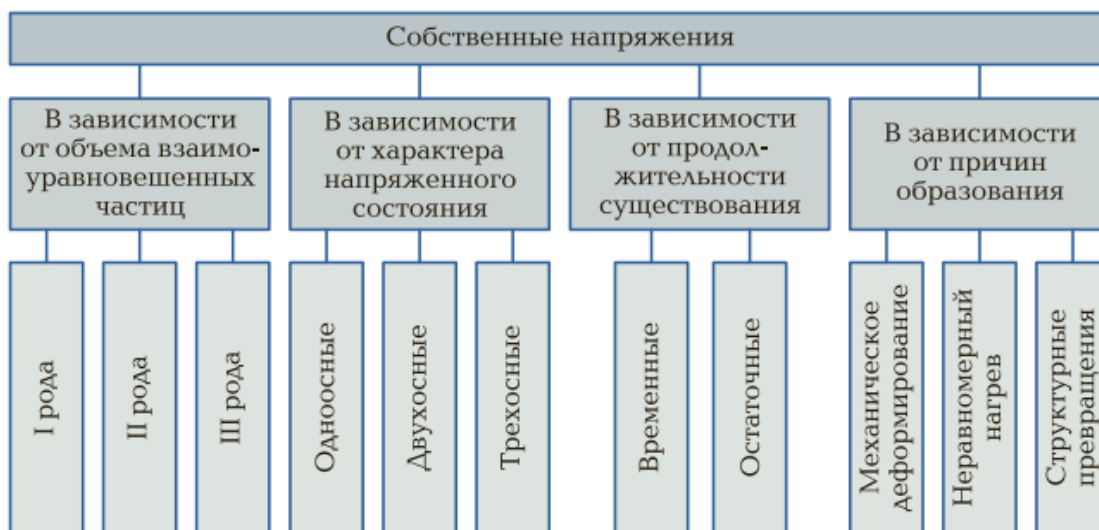 Собственные напряжения
В зависимости
от объема взаимо-
уравновешенных
частиц
В зависимости
от характера
напряженного
состояния
В зависимости
от продол-
жительности
существования
В зависимости
от причин
образования
I рода
II рода
III рода
Одноосные
Двухосные
Трехосные
Временные
Остаточные
Механическое
деформирование
Неравномерный
нагрев
Структурные
превращения